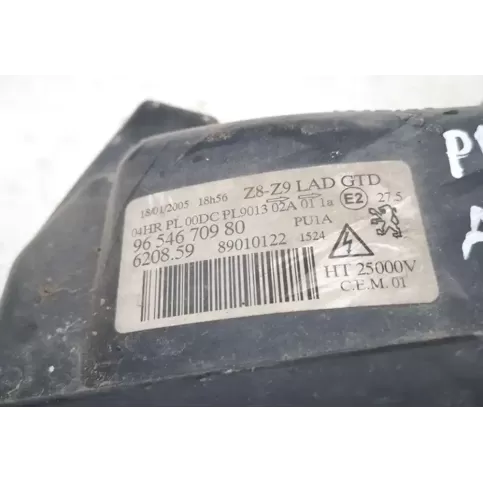 18/01/2005 18h56 Z8-Z9 LAD GTD
04HR PL 00DC PL9013 02A 01 1a E2 27.5
96 546 709 80 PU1A
6208.59 89010122 1524
HT 25000V
C.E.M. 01